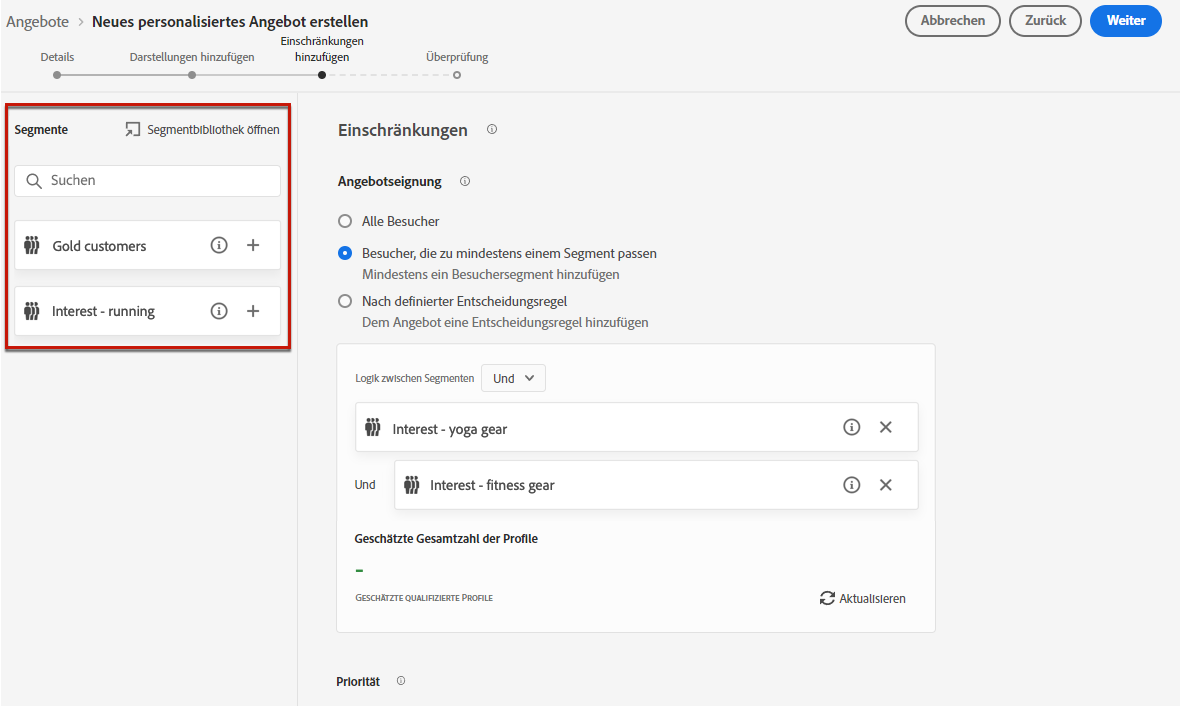 Angebote > Neues personalisiertes Angebot erstellen
Abbrechen
Zurück
Weiter
Details
Darstellungen hinzufügen
Einschränkungen
hinzufügen
Überprüfung
Segmente
Segmentbibliothek öffnen
Suchen
Gold customers
Interest - running
Einschränkungen
Angebotseignung
Alle Besucher
Besucher, die zu mindestens einem Segment passen
Mindestens ein Besuchersegment hinzufügen
Nach definierter Entscheidungsregel
Dem Angebot eine Entscheidungsregel hinzufügen
Logik zwischen Segmenten
Und
Interest - yoga gear
Und
Interest - fitness gear
Geschätzte Gesamtzahl der Profile
–
GESCHÄTZTE QUALIFIZIERTE PROFILE
Aktualisieren
Priorität